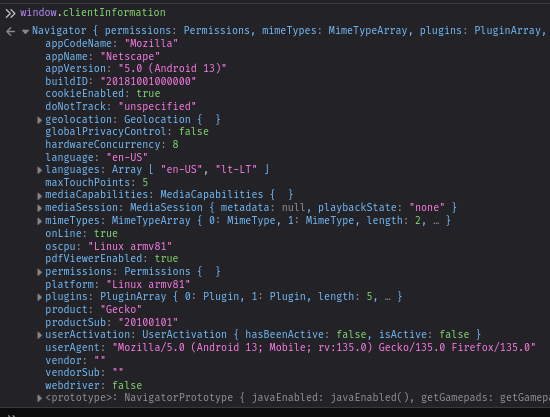 window.clientInformation
Navigator { permissions: Permissions, mimeTypes: MimeTypeArray, plugins: PluginArray,
appCodeName: "Mozilla"
appName: "Netscape"
appVersion: "5.0 (Android 13)"
buildID: "20181001000000"
cookieEnabled: true
doNotTrack: "unspecified"
geolocation: Geolocation {  }
globalPrivacyControl: false
hardwareConcurrency: 8
language: "en-US"
languages: Array [ "en-US", "lt-LT" ]
maxTouchPoints: 5
mediaCapabilities: MediaCapabilities {  }
mediaSession: MediaSession { metadata: null, playbackState: "none" }
mimeTypes: MimeTypeArray { 0: MimeType, 1: MimeType, length: 2, … }
onLine: true
oscpu: "Linux armv81"
pdfViewerEnabled: true
permissions: Permissions {  }
platform: "Linux armv81"
plugins: PluginArray { 0: Plugin, 1: Plugin, length: 5, … }
product: "Gecko"
productSub: "20100101"
userActivation: UserActivation { hasBeenActive: false, isActive: false }
userAgent: "Mozilla/5.0 (Android 13; Mobile; rv:135.0) Gecko/135.0 Firefox/135.0"
vendor: ""
vendorSub: ""
webdriver: false
<prototype>: NavigatorPrototype { javaEnabled: javaEnabled(), getGamepads: getGamepa